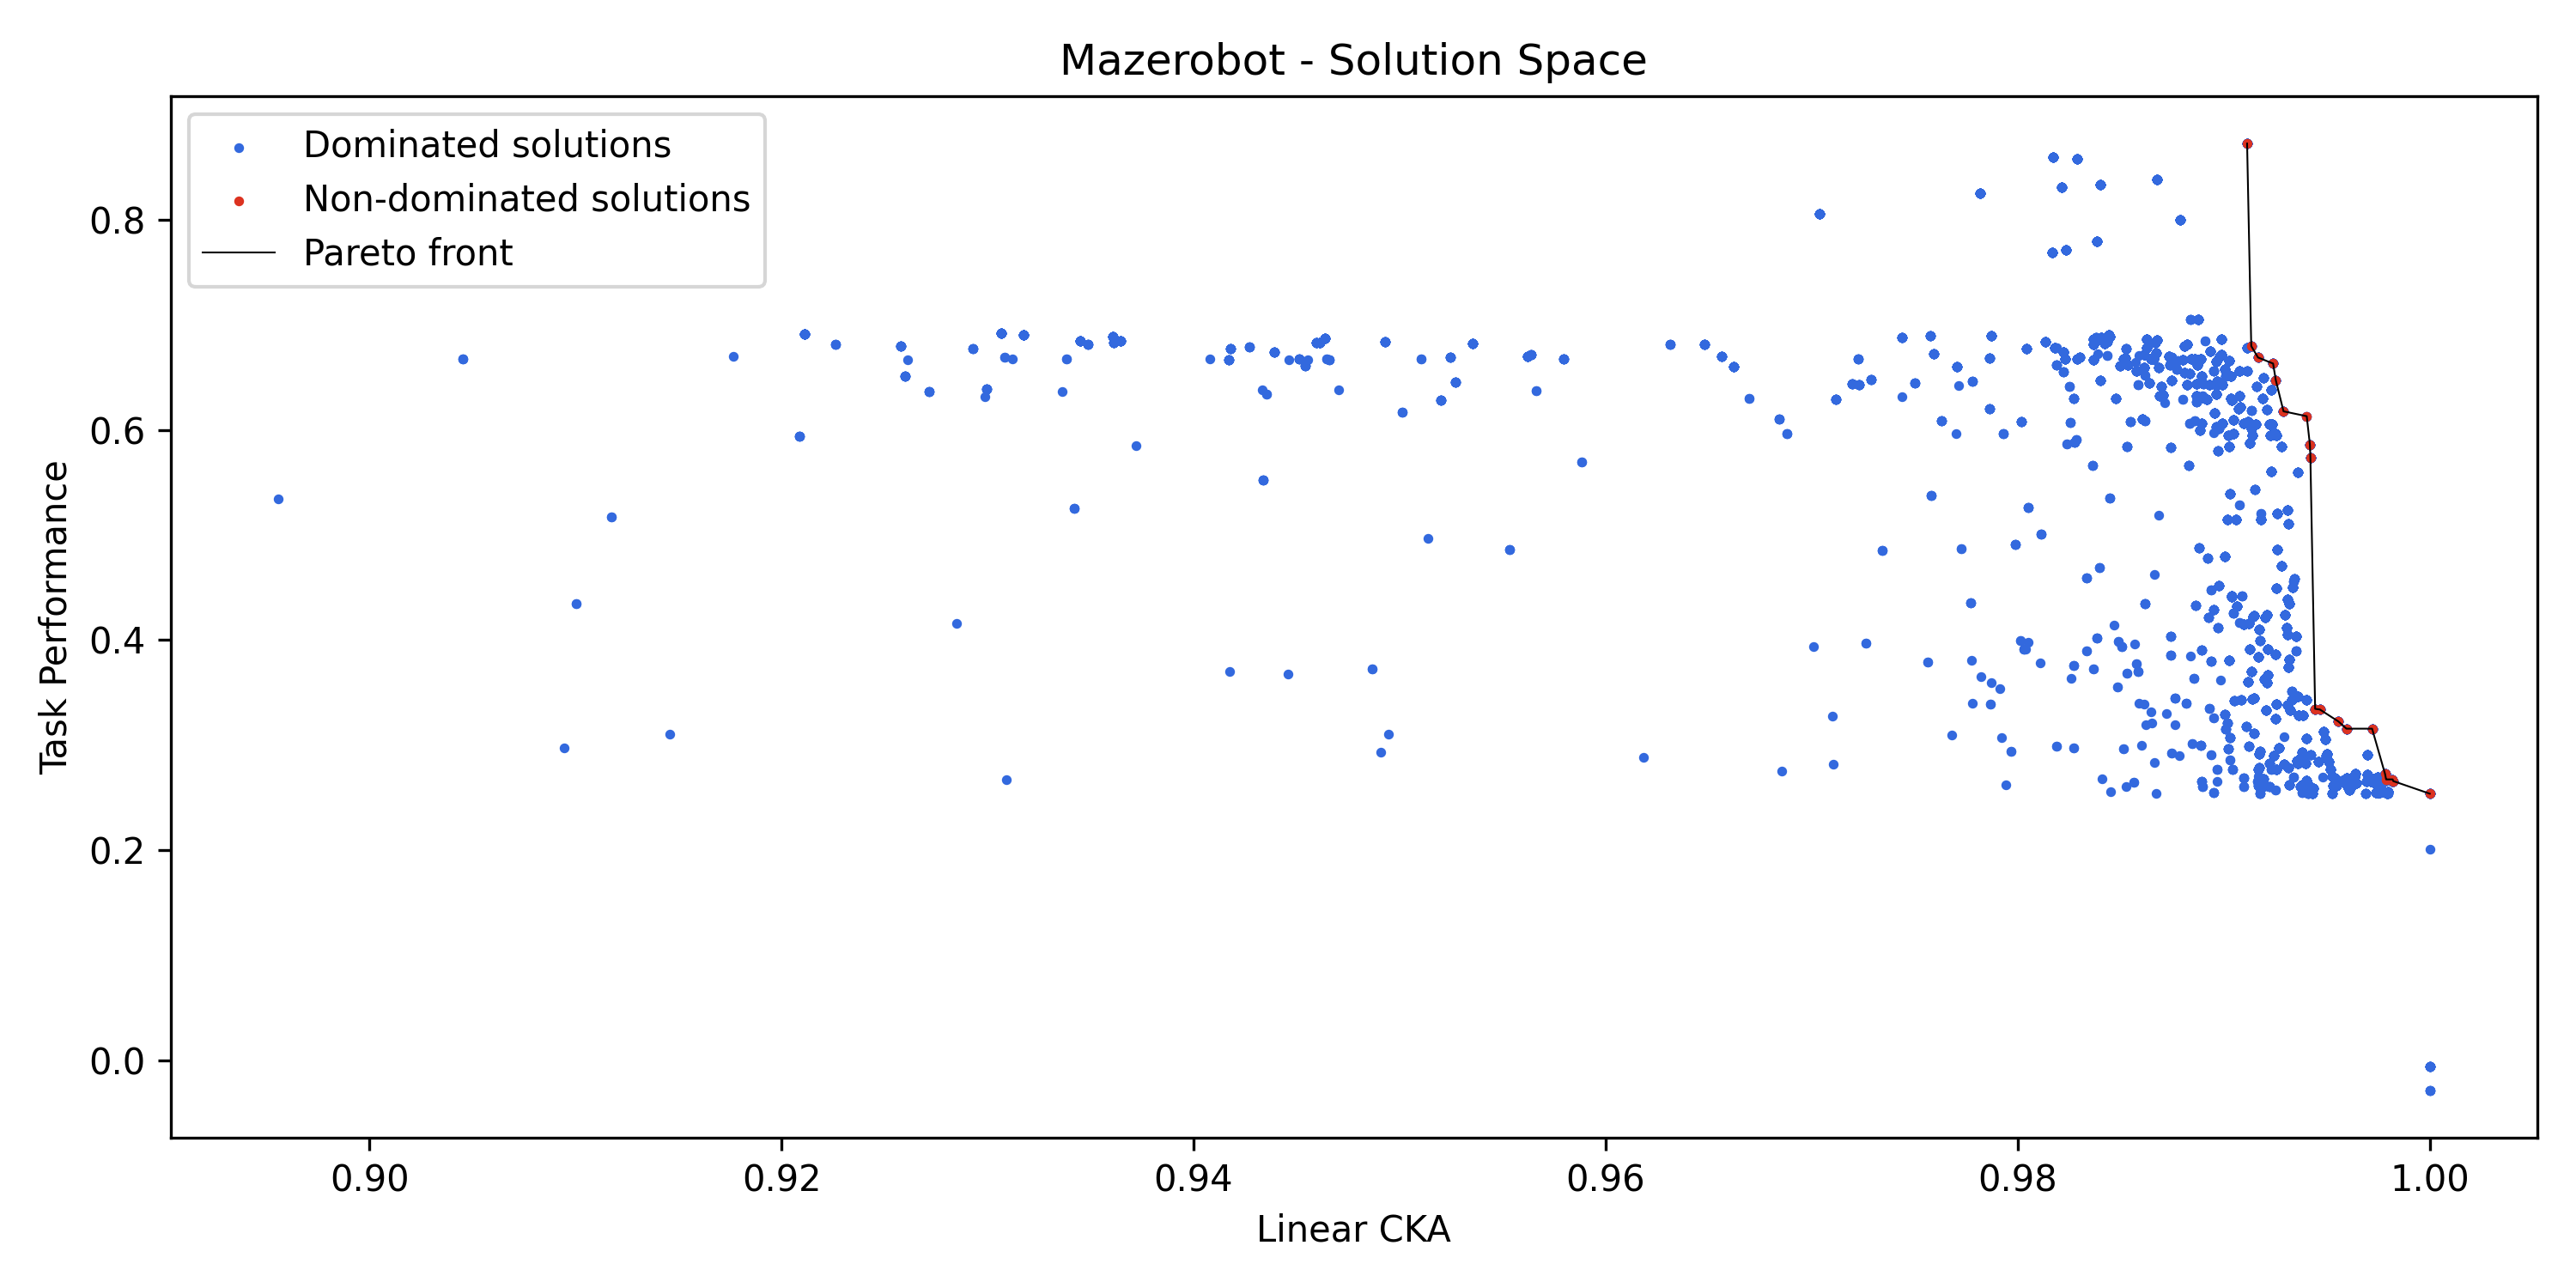 Mazerobot - Solution Space
Dominated solutions
Non-dominated solutions
Pareto front
Task Performance
0.8
0.6
0.4
0.2
0.0
0.90
0.92
0.94
0.96
0.98
1.00
Linear CKA